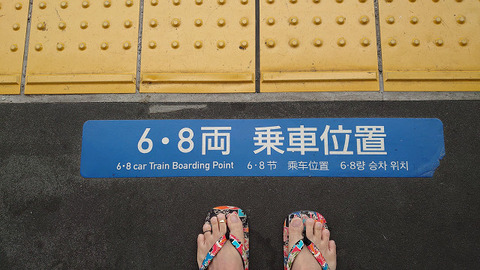 6・8両 乗車位置
6・8 car Train Boarding Point 6・8节 乘车位置 6·8량 승차 위치